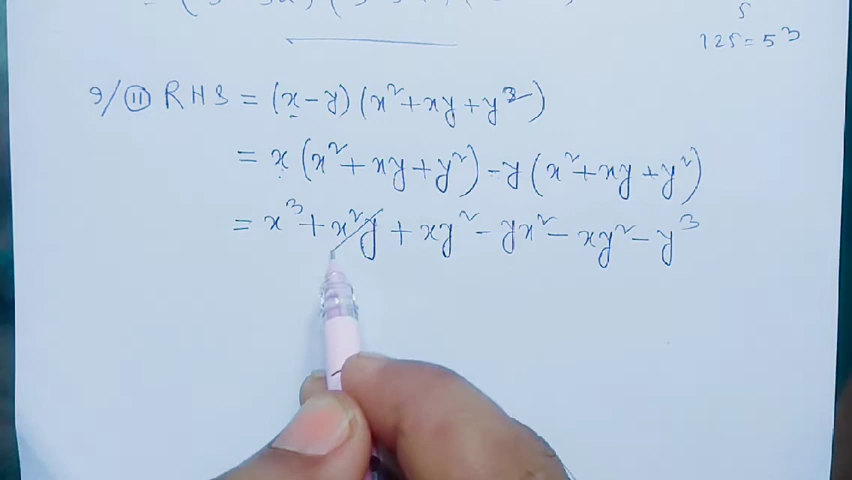 5
125 = 5³
9/ (ii) RHS = (x - y) (x² + xy + y²)
= x (x² + xy + y²) - y (x² + xy + y²)
= x³ + x²y + xy² - yx² - xy² - y³